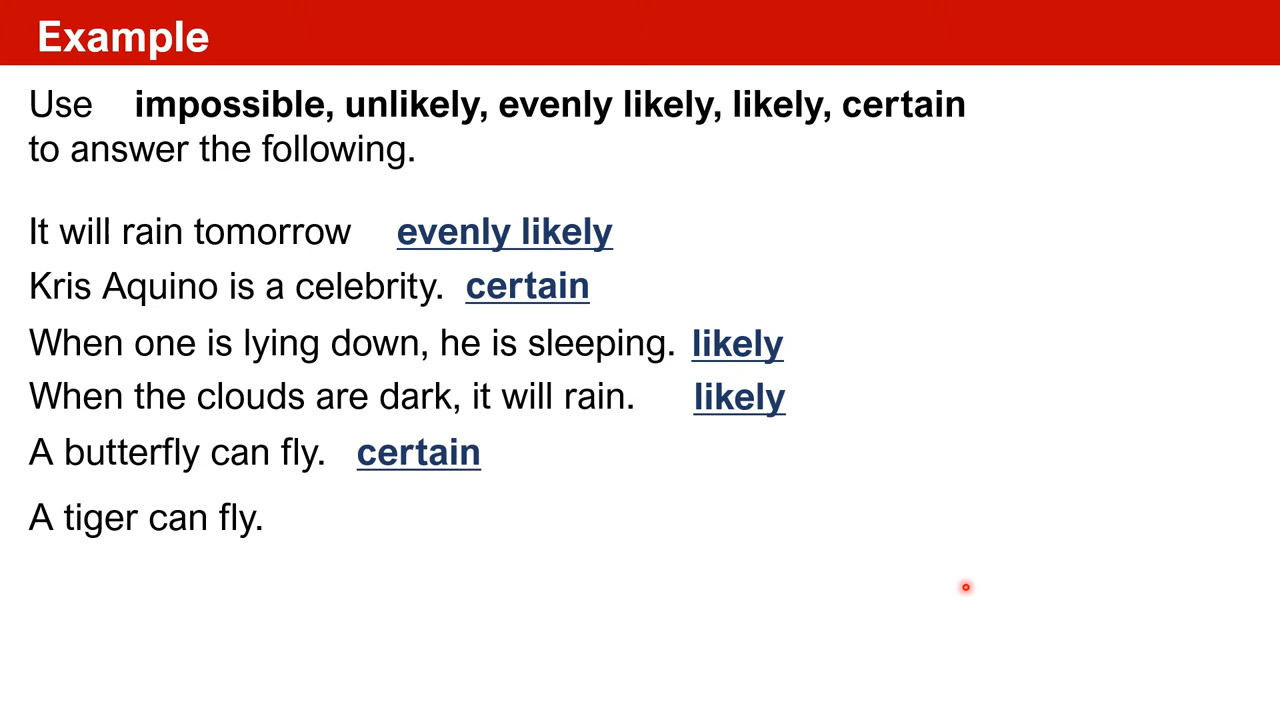 Example
Use impossible, unlikely, evenly likely, likely, certain
to answer the following.
It will rain tomorrow evenly likely
Kris Aquino is a celebrity. certain
When one is lying down, he is sleeping. likely
When the clouds are dark, it will rain. likely
A butterfly can fly. certain
A tiger can fly.